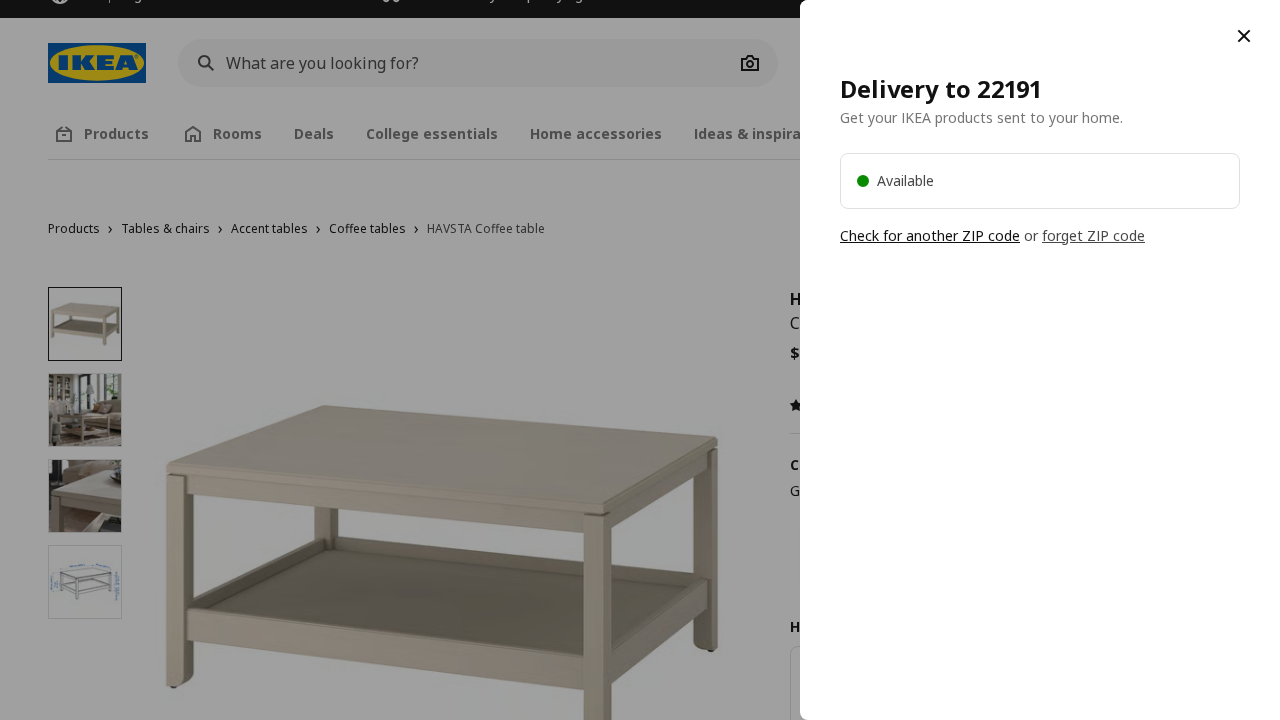 IKEA
What are you looking for?
Products
Rooms
Deals
College essentials
Home accessories
Ideas &
Products › Tables & chairs › Accent tables › Coffee tables › HAVSTA Coffee table
$
Delivery to 22191
Get your IKEA products sent to your home.
Available
Check for another ZIP code or forget ZIP code